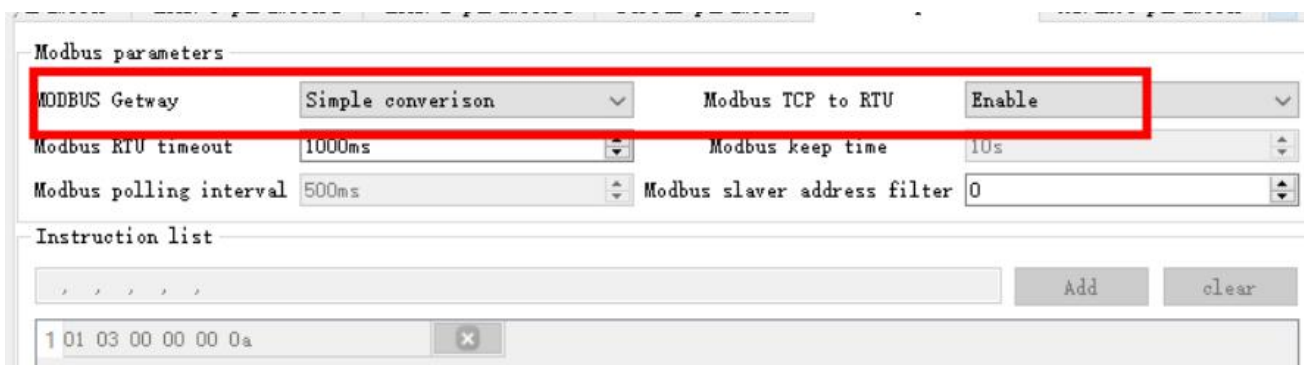 Modbus parameters
MODBUS Getway Simple converison Modbus TCP to RTU Enable
Modbus RTU timeout 1000ms Modbus keep time 10s
Modbus polling interval 500ms Modbus slaver address filter 0
Instruction list
, , , , , Add clear
1 01 03 00 00 00 0a